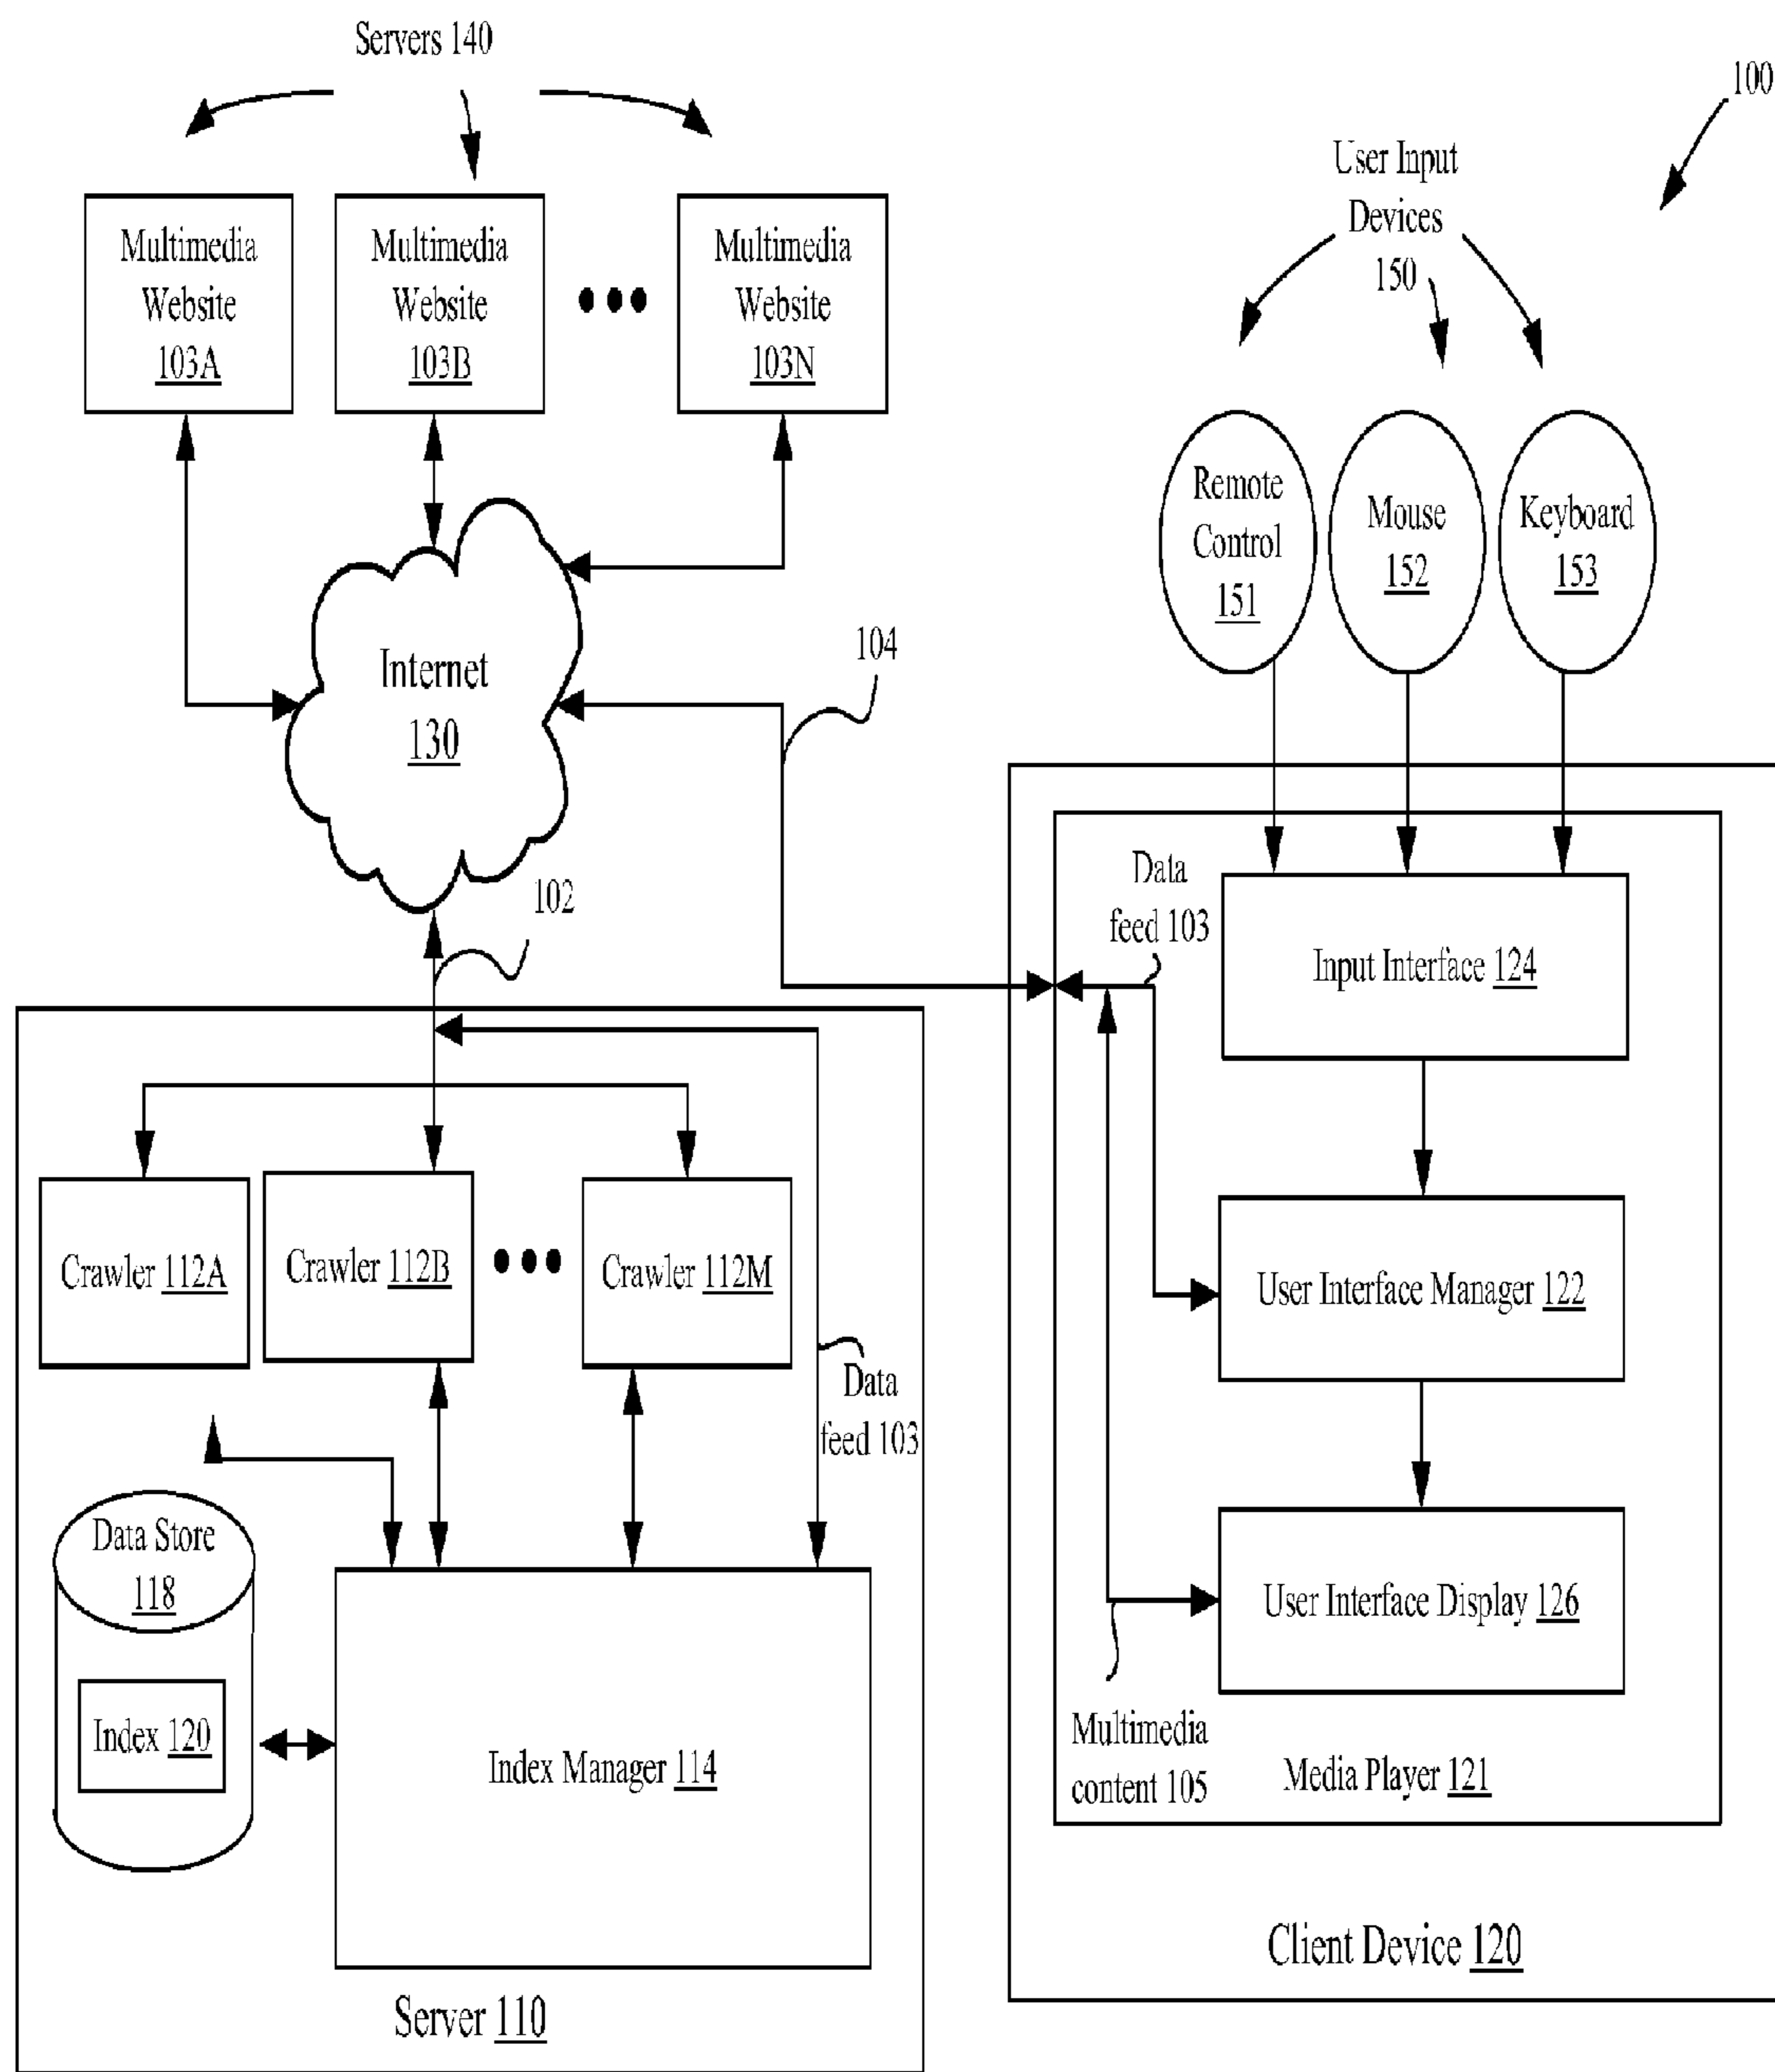 Servers 140
100
User Input
Devices
150
Multimedia
Website
103A
Multimedia
Website
103B
Multimedia
Website
103N
Remote
Control
151
Mouse
152
Keyboard
153
Internet
130
104
102
Data
feed 103
Input Interface 124
Crawler 112A
Crawler 112B
Crawler 112M
User Interface Manager 122
Data
feed 103
Data Store
118
Index 120
Index Manager 114
User Interface Display 126
Multimedia
content 105
Media Player 121
Client Device 120
Server 110